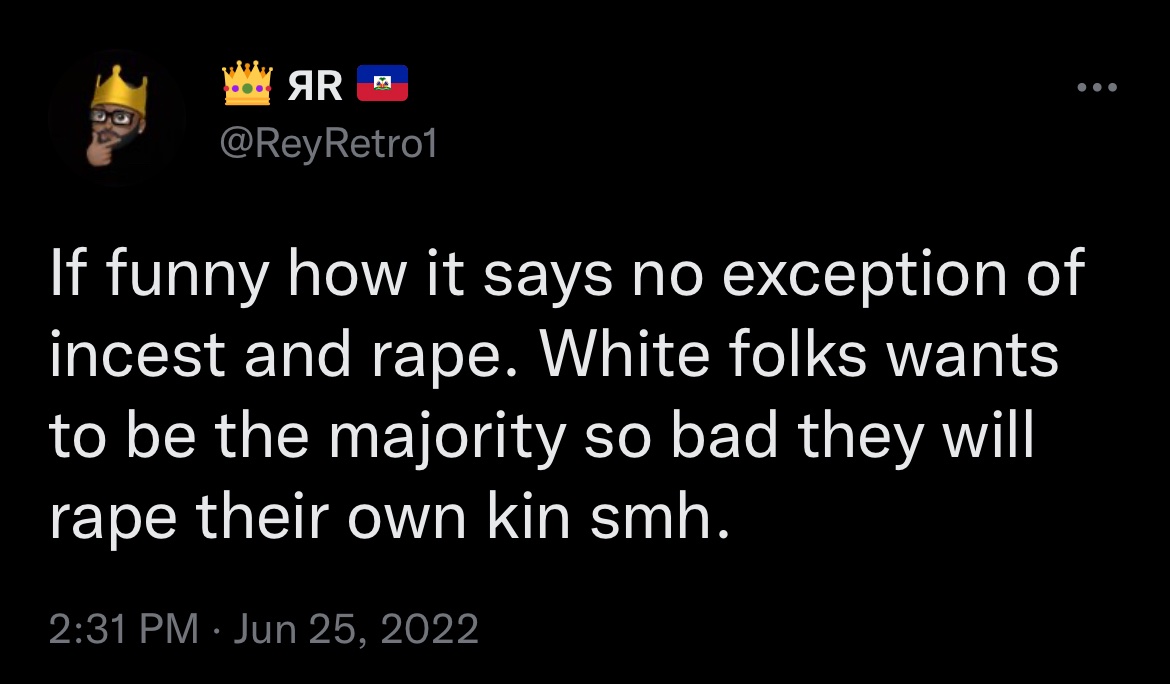 👑 ЯR 🇭🇹
@ReyRetro1
If funny how it says no exception of
incest and rape. White folks wants
to be the majority so bad they will
rape their own kin smh.
2:31 PM · Jun 25, 2022